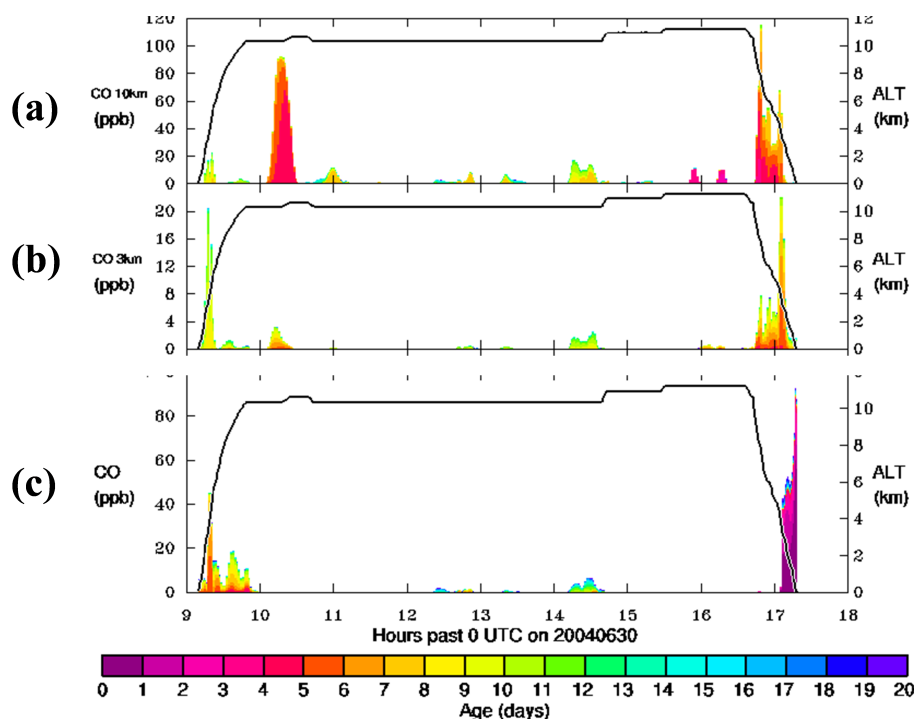 120
100
80
60
40
20
0
(a)
CO 10km
(ppb)
12
10
8
6
4
2
0
ALT
(km)
20
16
12
8
4
0
(b)
CO 3km
(ppb)
10
8
6
4
2
0
ALT
(km)
80
60
40
20
0
(c)
CO
(ppb)
10
8
6
4
2
0
ALT
(km)
9 10 11 12 13 14 15 16 17 18
Hours past 0 UTC on 20040630
0 1 2 3 4 5 6 7 8 9 10 11 12 13 14 15 16 17 18 19 20
Age (days)